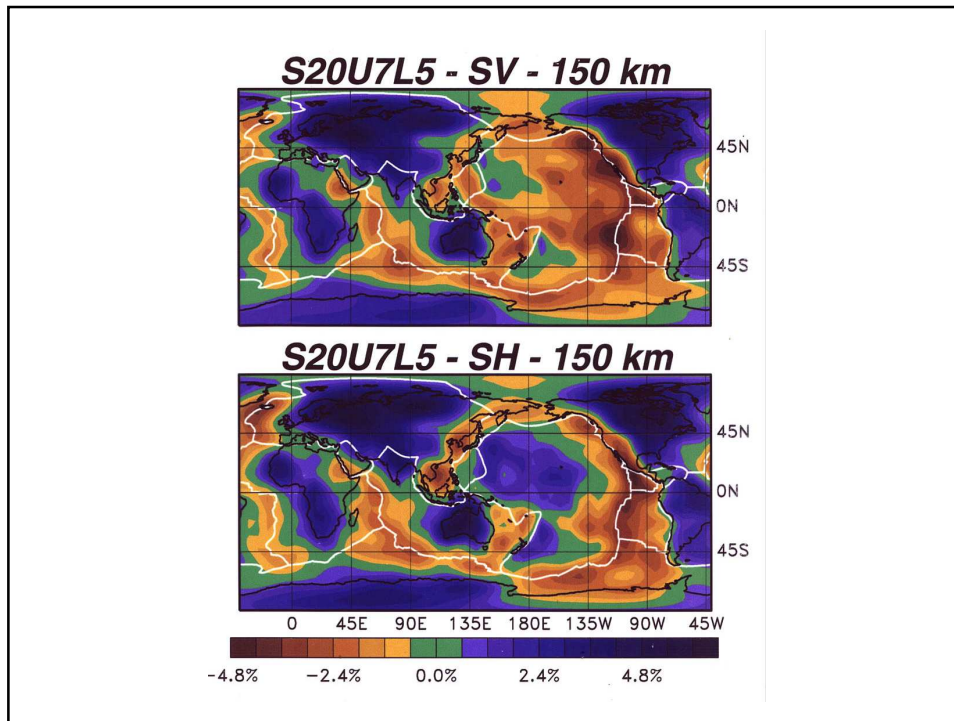 S20U7L5 - SV - 150 km
45N
0N
45S
S20U7L5 - SH - 150 km
45N
0N
45S
0 45E 90E 135E 180E 135W 90W 45W
-4.8% -2.4% 0.0% 2.4% 4.8%